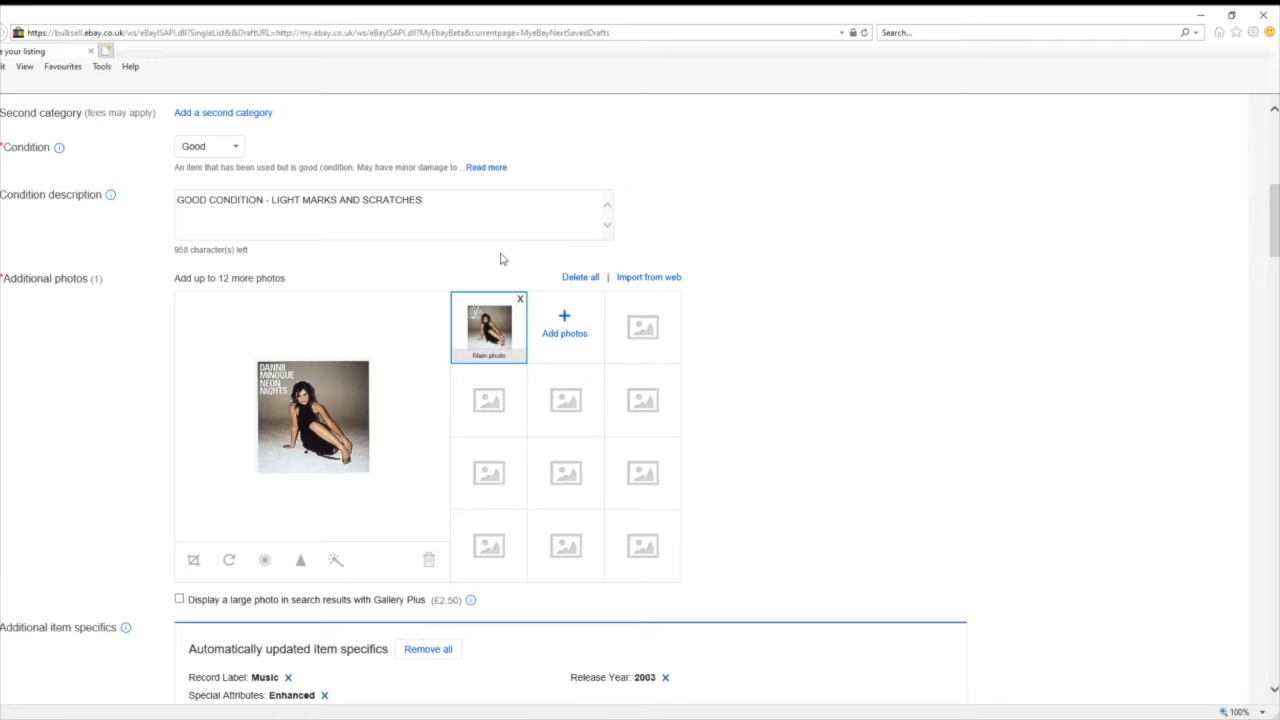 https://bulksell.ebay.co.uk/ws/eBayISAPI.dll?SingleList&&DraftURL=http://my.ebay.co.uk/ws/eBayISAPI.dll?MyEbayBeta&currentpage=MyeBayNextSavedDrafts
Search...
e your listing
it View Favourites Tools Help
Second category (fees may apply) Add a second category
*Condition Good
An item that has been used but is good condition. May have minor damage to ...Read more
Condition description GOOD CONDITION - LIGHT MARKS AND SCRATCHES
958 character(s) left
*Additional photos (1) Add up to 12 more photos Delete all | Import from web
X
Add photos
Main photo
DANNII
MINOGUE
NEON
NIGHTS
Display a large photo in search results with Gallery Plus (£2.50)
Additional item specifics
Automatically updated item specifics Remove all
Record Label: Music X Release Year: 2003 X
Special Attributes: Enhanced X
100%